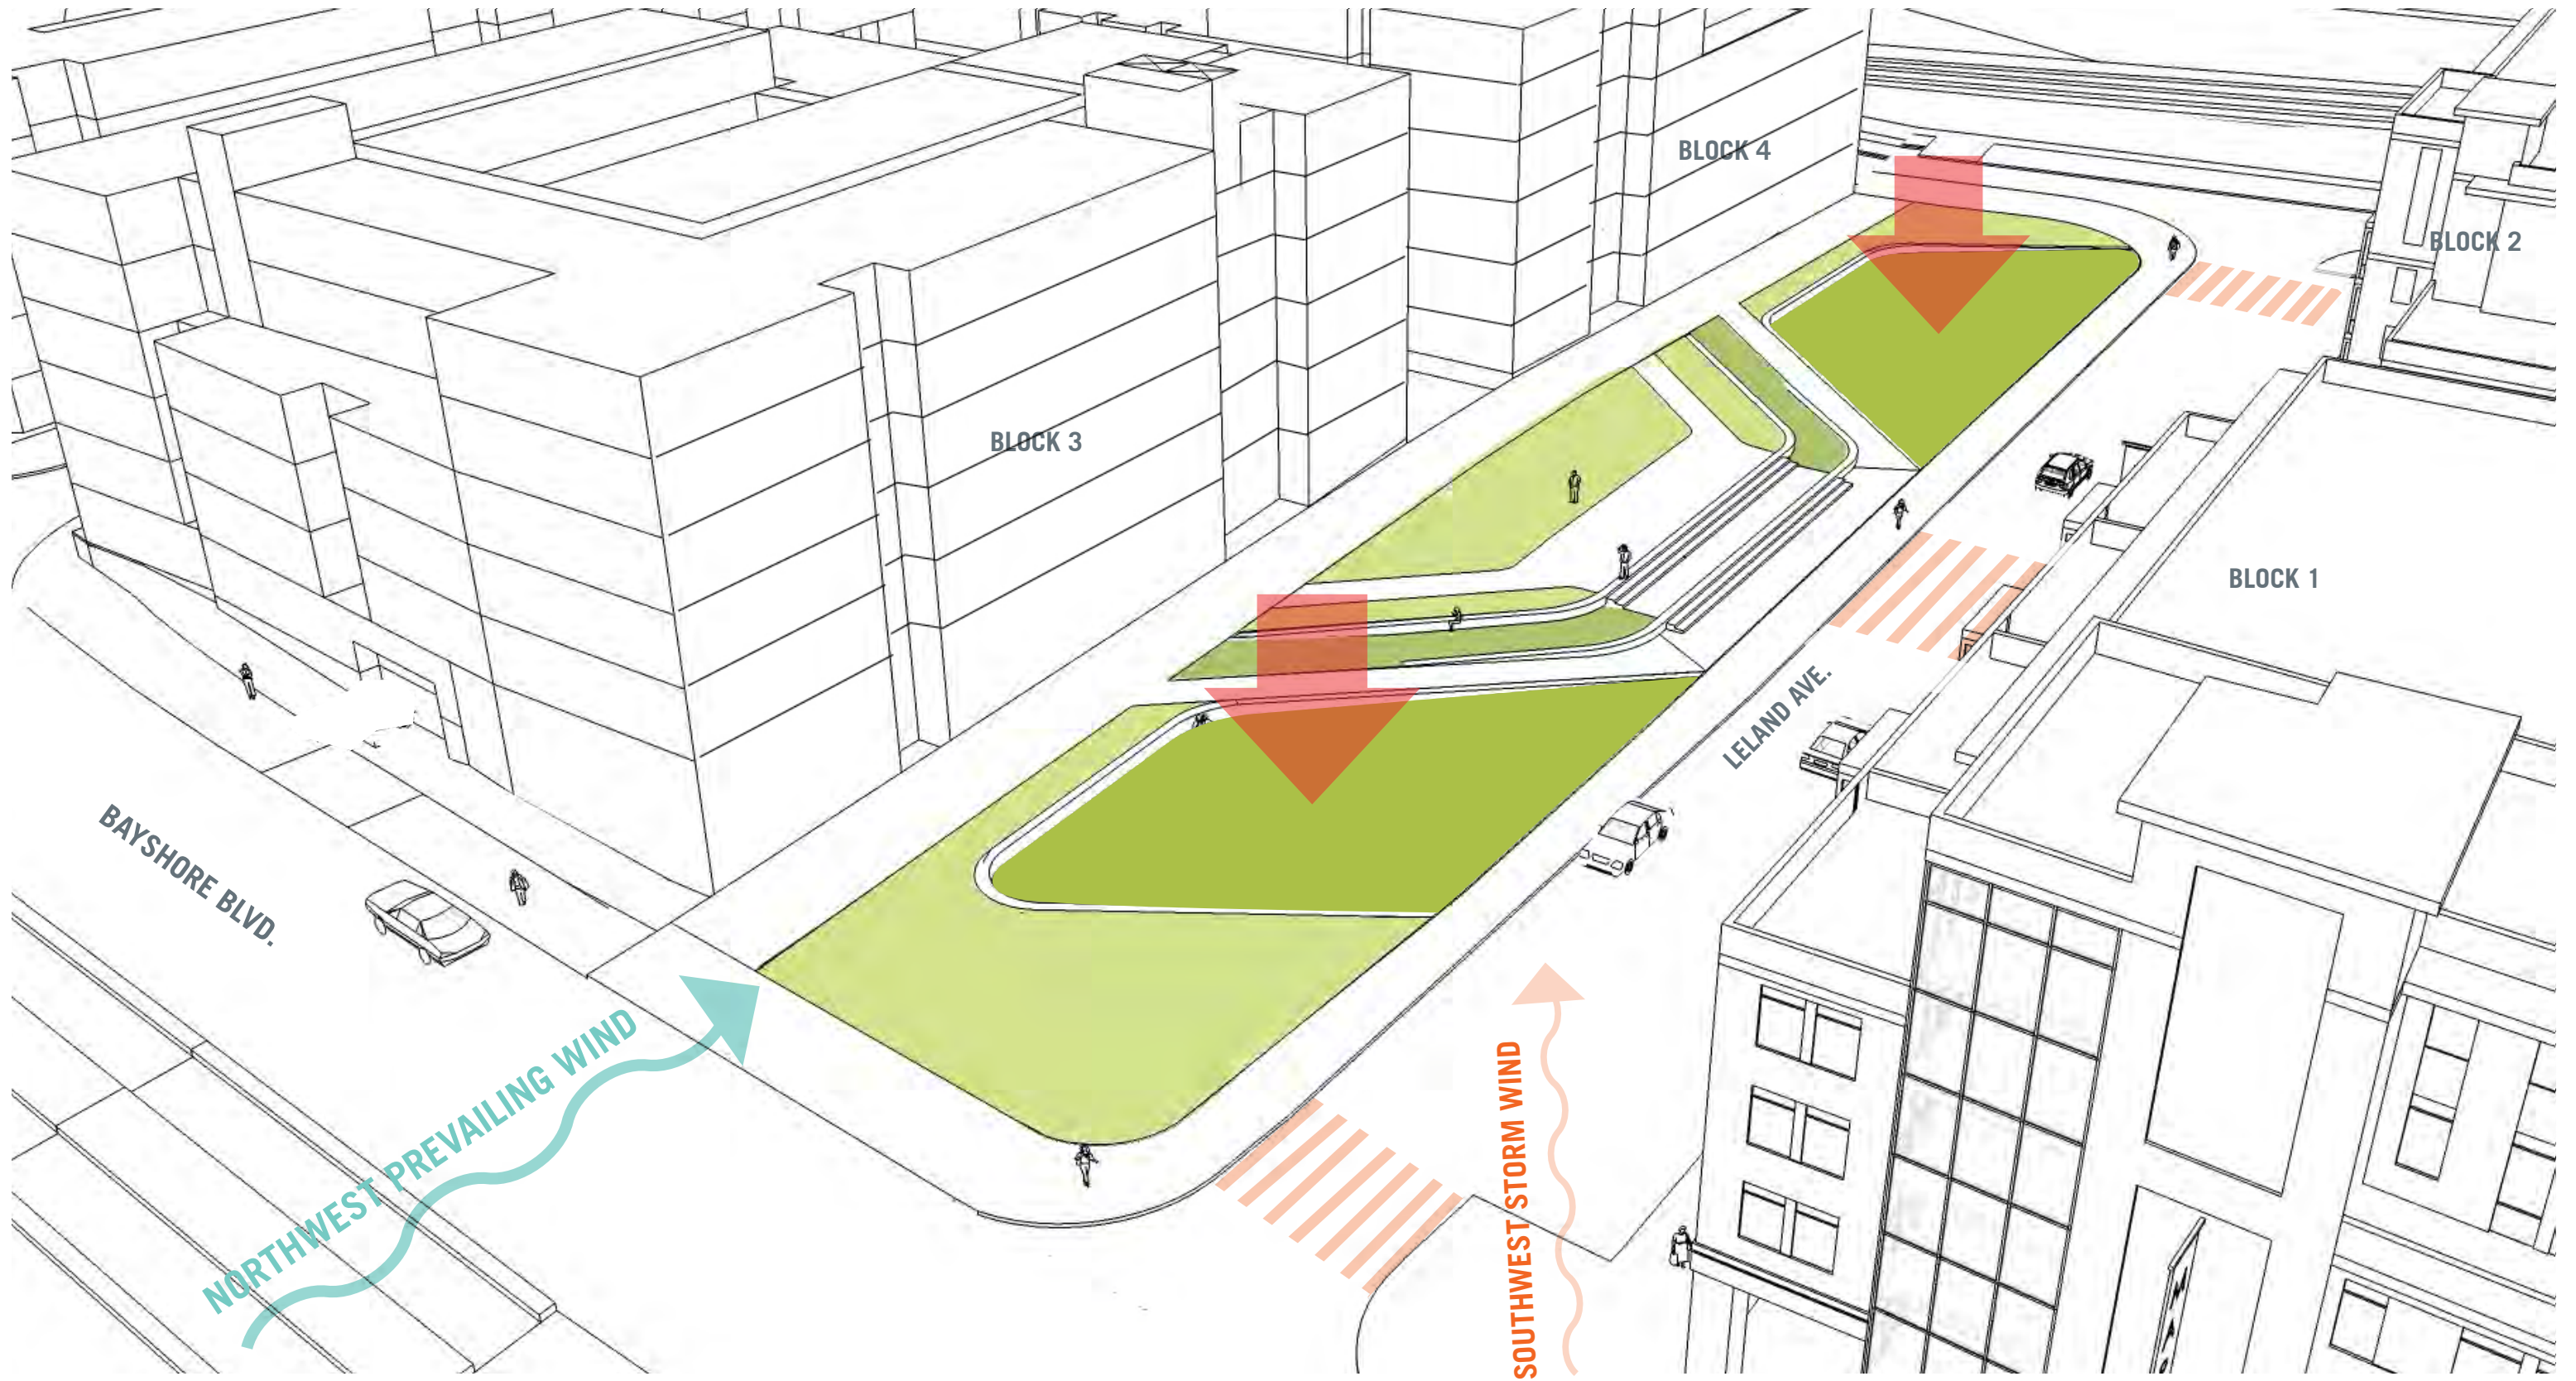 BLOCK 4
BLOCK 2
BLOCK 3
BLOCK 1
LELAND AVE.
BAYSHORE BLVD.
NORTHWEST PREVAILING WIND
SOUTHWEST STORM WIND